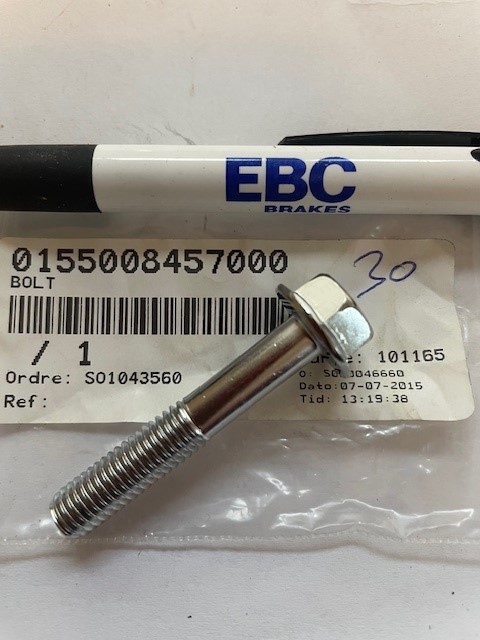 EBC
BRAKES
0155008457000
30
BOLT
/ 1
101165
Ordre: SO1043560
Dato:07-07-2015
Ref:
Tid: 13:19:38